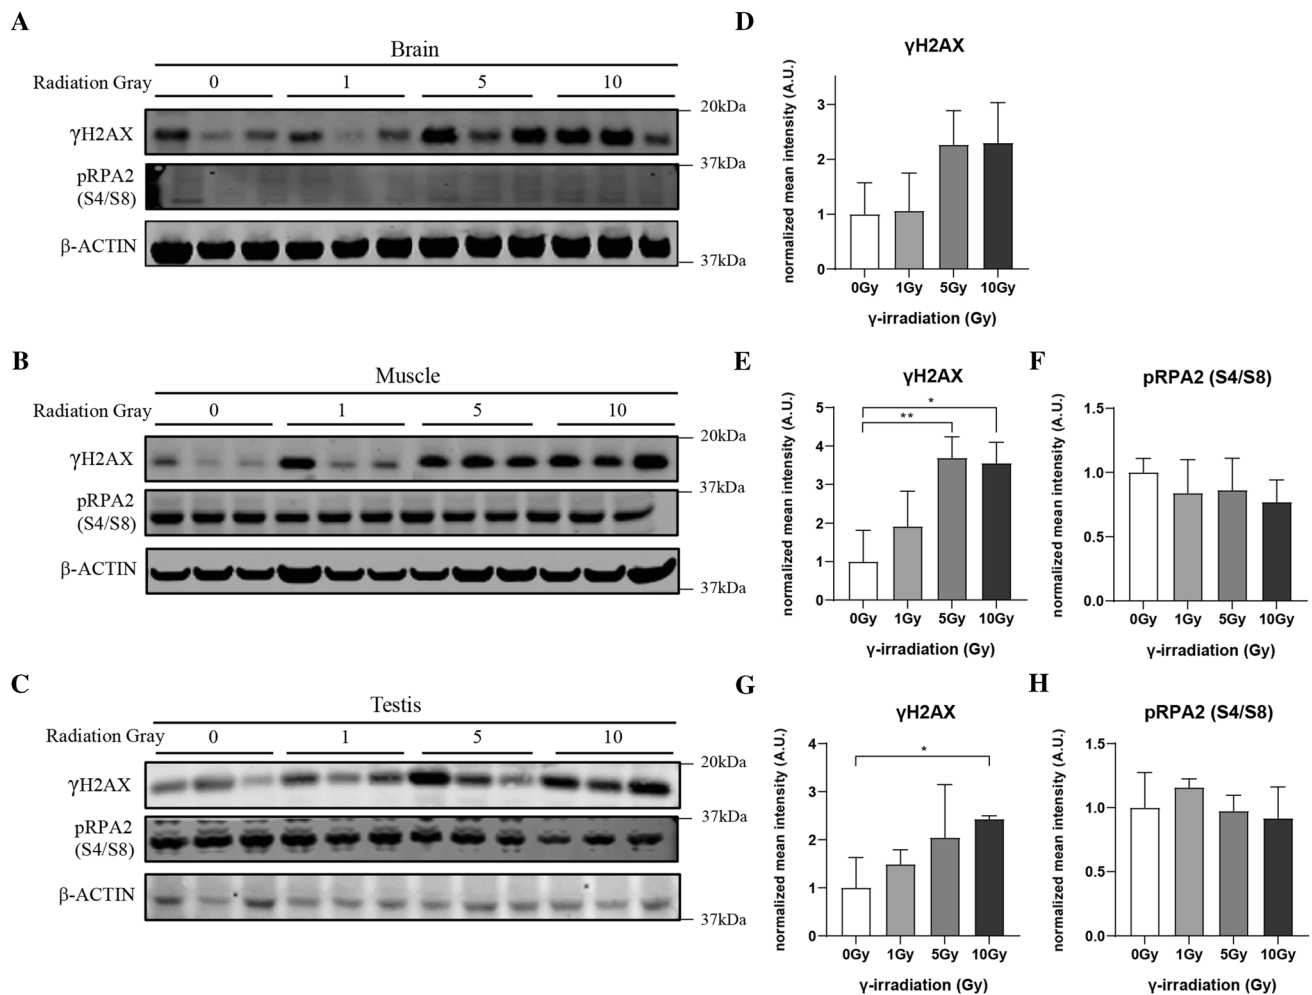 A
Brain
Radiation Gray 0 1 5 10
20kDa
γH2AX
37kDa
pRPA2
(S4/S8)
β-ACTIN
37kDa
D
γH2AX
normalized mean intensity (A.U.)
3
2
1
0
0Gy 1Gy 5Gy 10Gy
γ-irradiation (Gy)
B
Muscle
Radiation Gray 0 1 5 10
20kDa
γH2AX
37kDa
pRPA2
(S4/S8)
β-ACTIN
37kDa
E
γH2AX
normalized mean intensity (A.U.)
5
4
3
2
1
0
*
**
0Gy 1Gy 5Gy 10Gy
γ-irradiation (Gy)
F
pRPA2 (S4/S8)
normalized mean intensity (A.U.)
1.5
1.0
0.5
0.0
0Gy 1Gy 5Gy 10Gy
γ-irradiation (Gy)
C
Testis
Radiation Gray 0 1 5 10
20kDa
γH2AX
37kDa
pRPA2
(S4/S8)
β-ACTIN
37kDa
G
γH2AX
normalized mean intensity (A.U.)
4
3
2
1
0
*
0Gy 1Gy 5Gy 10Gy
γ-irradiation (Gy)
H
pRPA2 (S4/S8)
normalized mean intensity (A.U.)
1.5
1.0
0.5
0.0
0Gy 1Gy 5Gy 10Gy
γ-irradiation (Gy)